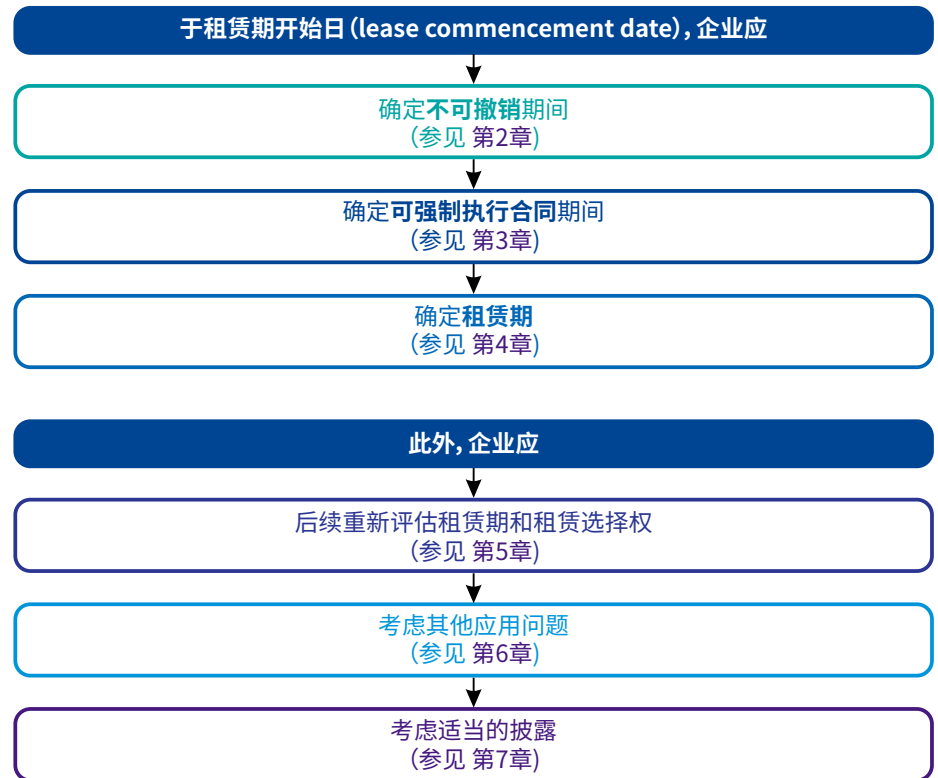 于租赁期开始日（lease commencement date），企业应
确定不可撤销期间
（参见 第2章)
确定可强制执行合同期间
（参见 第3章)
确定租赁期
（参见 第4章)
此外，企业应
后续重新评估租赁期和租赁选择权
（参见 第5章)
考虑其他应用问题
（参见 第6章)
考虑适当的披露
（参见 第7章)